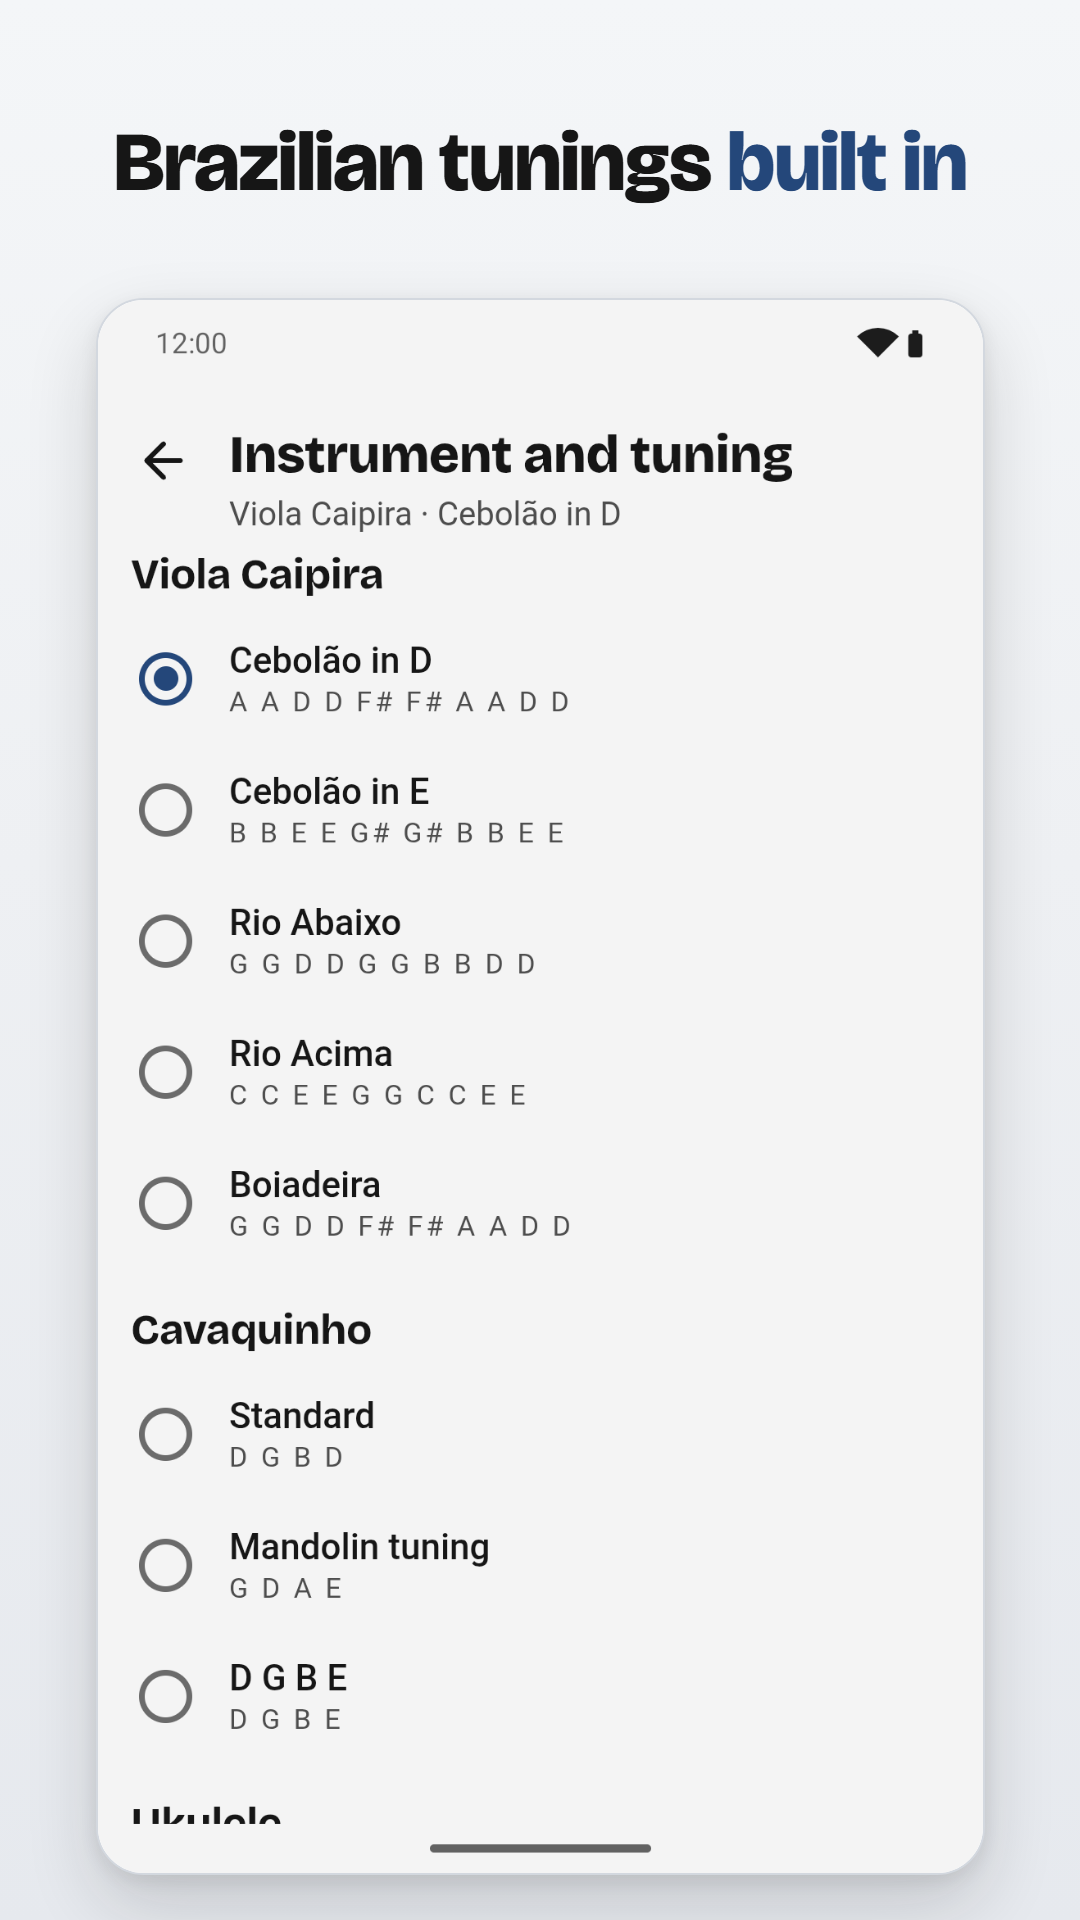 Brazilian tunings built in
12:00
Instrument and tuning
Viola Caipira · Cebolão in D
Viola Caipira
Cebolão in D
A A D D F# F# A A D D
Cebolão in E
B B E E G# G# B B E E
Rio Abaixo
G G D D G G B B D D
Rio Acima
C C E E G G C C E E
Boiadeira
G G D D F# F# A A D D
Cavaquinho
Standard
D G B D
Mandolin tuning
G D A E
D G B E
D G B E
Ukulele